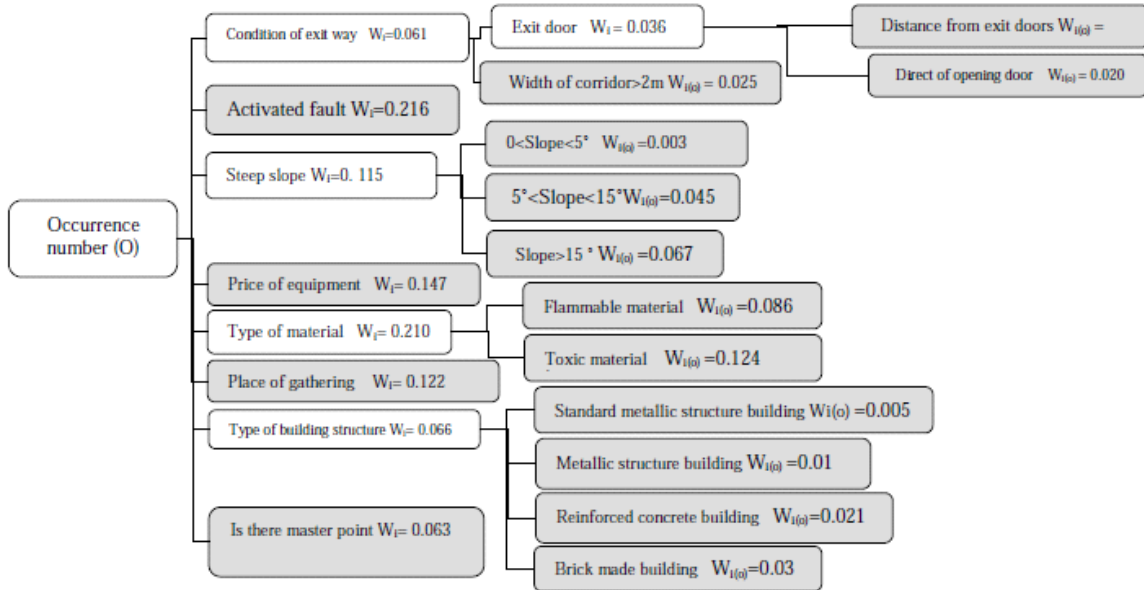 Condition of exit way Wᵢ=0.061
Exit door Wᵢ = 0.036
Distance from exit doors Wᵢ₍ₒ₎ =
Direct of opening door Wᵢ₍ₒ₎ = 0.020
Width of corridor>2m Wᵢ₍ₒ₎ = 0.025
Activated fault Wᵢ=0.216
0<Slope<5° Wᵢ₍ₒ₎=0.003
Steep slope Wᵢ=0. 115
5°<Slope<15°Wᵢ₍ₒ₎=0.045
Occurrence
number (O)
Slope>15 ° Wᵢ₍ₒ₎=0.067
Price of equipment Wᵢ= 0.147
Flammable material Wᵢ₍ₒ₎ =0.086
Type of material Wᵢ= 0.210
Toxic material Wᵢ₍ₒ₎ =0.124
Place of gathering Wᵢ= 0.122
Standard metallic structure building Wi(o) =0.005
Type of building structure Wᵢ= 0.066
Metallic structure building Wᵢ₍ₒ₎ =0.01
Reinforced concrete building Wᵢ₍ₒ₎ =0.021
Is there master point Wᵢ= 0.063
Brick made building Wᵢ₍ₒ₎=0.03